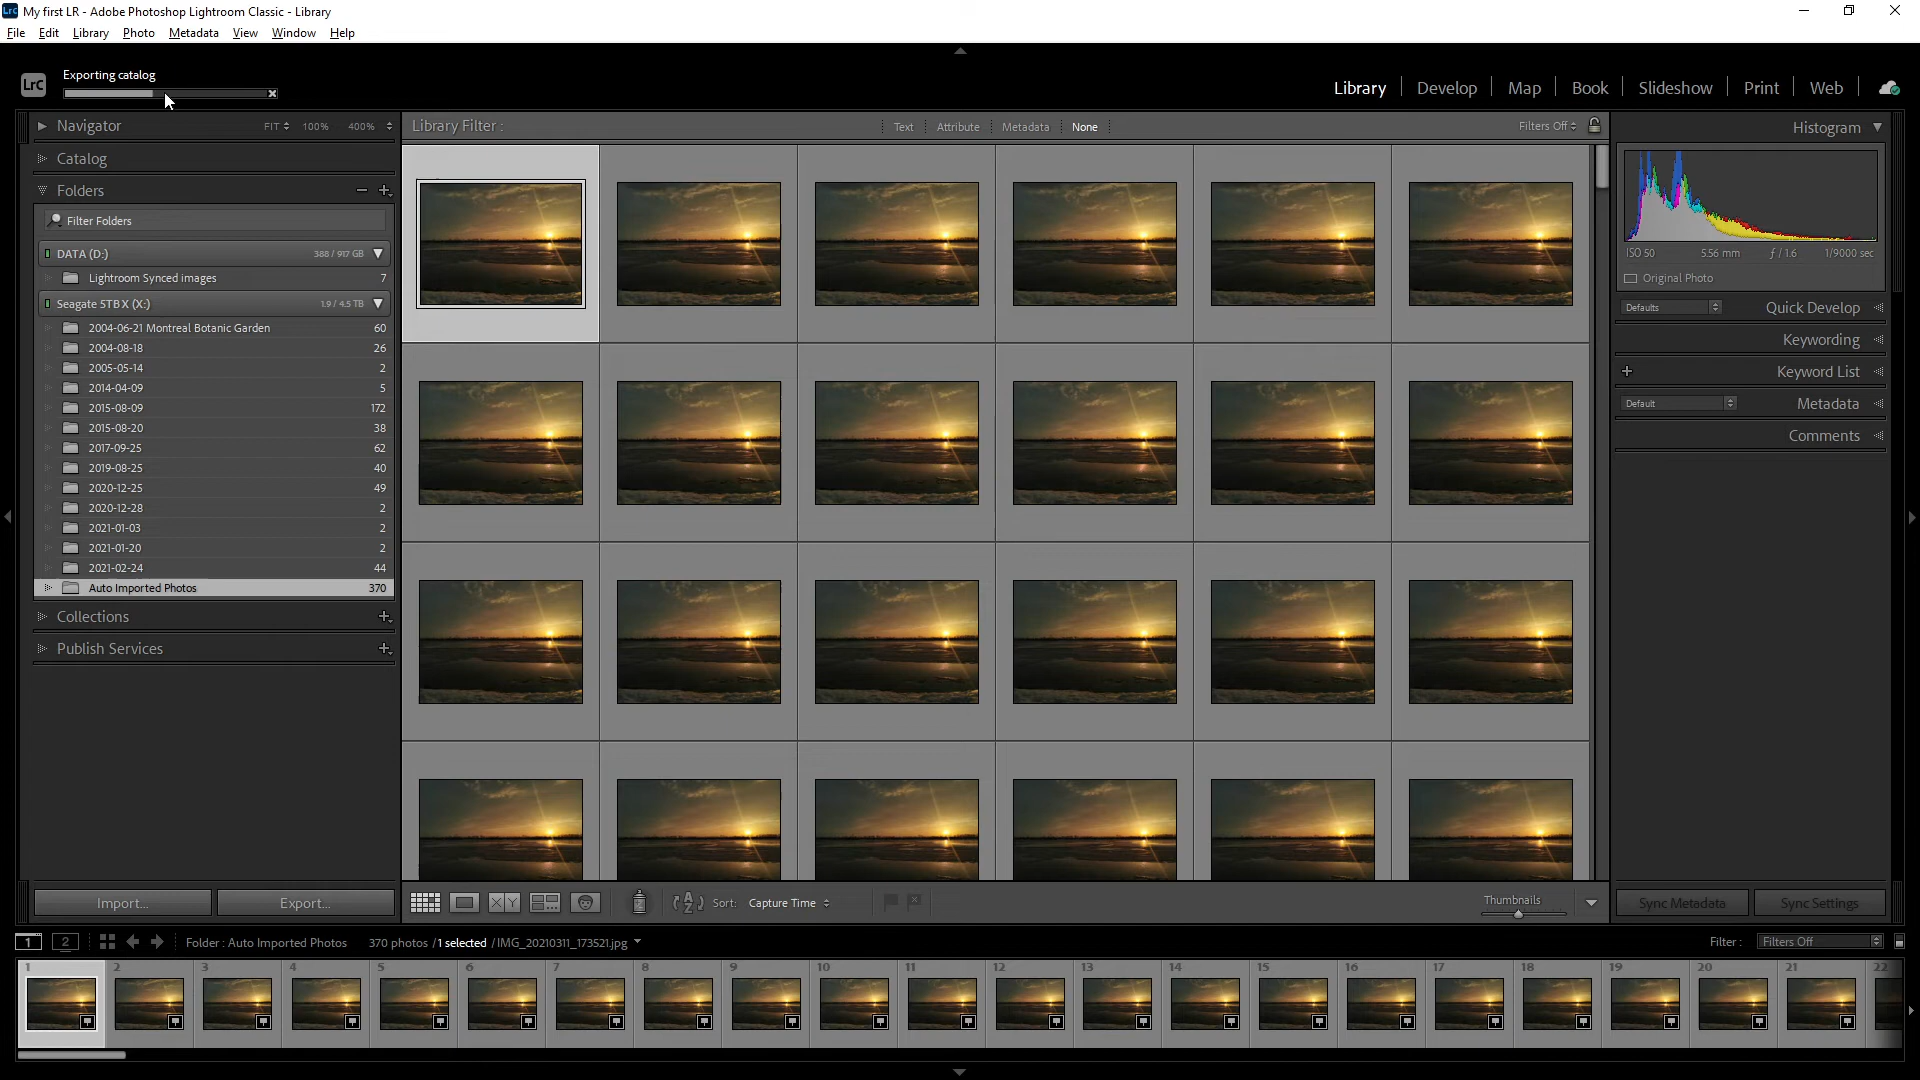 Lrc My first LR - Adobe Photoshop Lightroom Classic - Library
File Edit Library Photo Metadata View Window Help
LrC Exporting catalog
Library Develop Map Book Slideshow Print Web
Navigator FIT 100% 400%
Library Filter : Text Attribute Metadata None Filters Off
Histogram
Catalog
Folders
Filter Folders
DATA (D:) 388 / 917 GB
Lightroom Synced images 7
Seagate STBX (X:) 1.9 / 4.5 TB
2004-06-21 Montreal Botanic Garden 60
2004-08-18 26
2005-05-14 2
2014-04-09 5
2015-08-09 172
2015-08-20 38
2017-09-25 62
2019-08-25 40
2020-12-25 49
2020-12-28 2
2021-01-03 2
2021-01-20 2
2021-02-24 44
Auto Imported Photos 370
Collections
Publish Services
ISO 50 5.56 mm ƒ / 1.6 1/9000 sec
Original Photo
Defaults Quick Develop
Keywording
Keyword List
Default Metadata
Comments
Import... Export...
XY Sort: Capture Time Thumbnails
Sync Metadata Sync Settings
1 2 Folder : Auto Imported Photos 370 photos / 1 selected / IMG_20210311_173521.jpg Filter : Filters Off
1 2 3 4 5 6 7 8 9 10 11 12 13 14 15 16 17 18 19 20 21 22